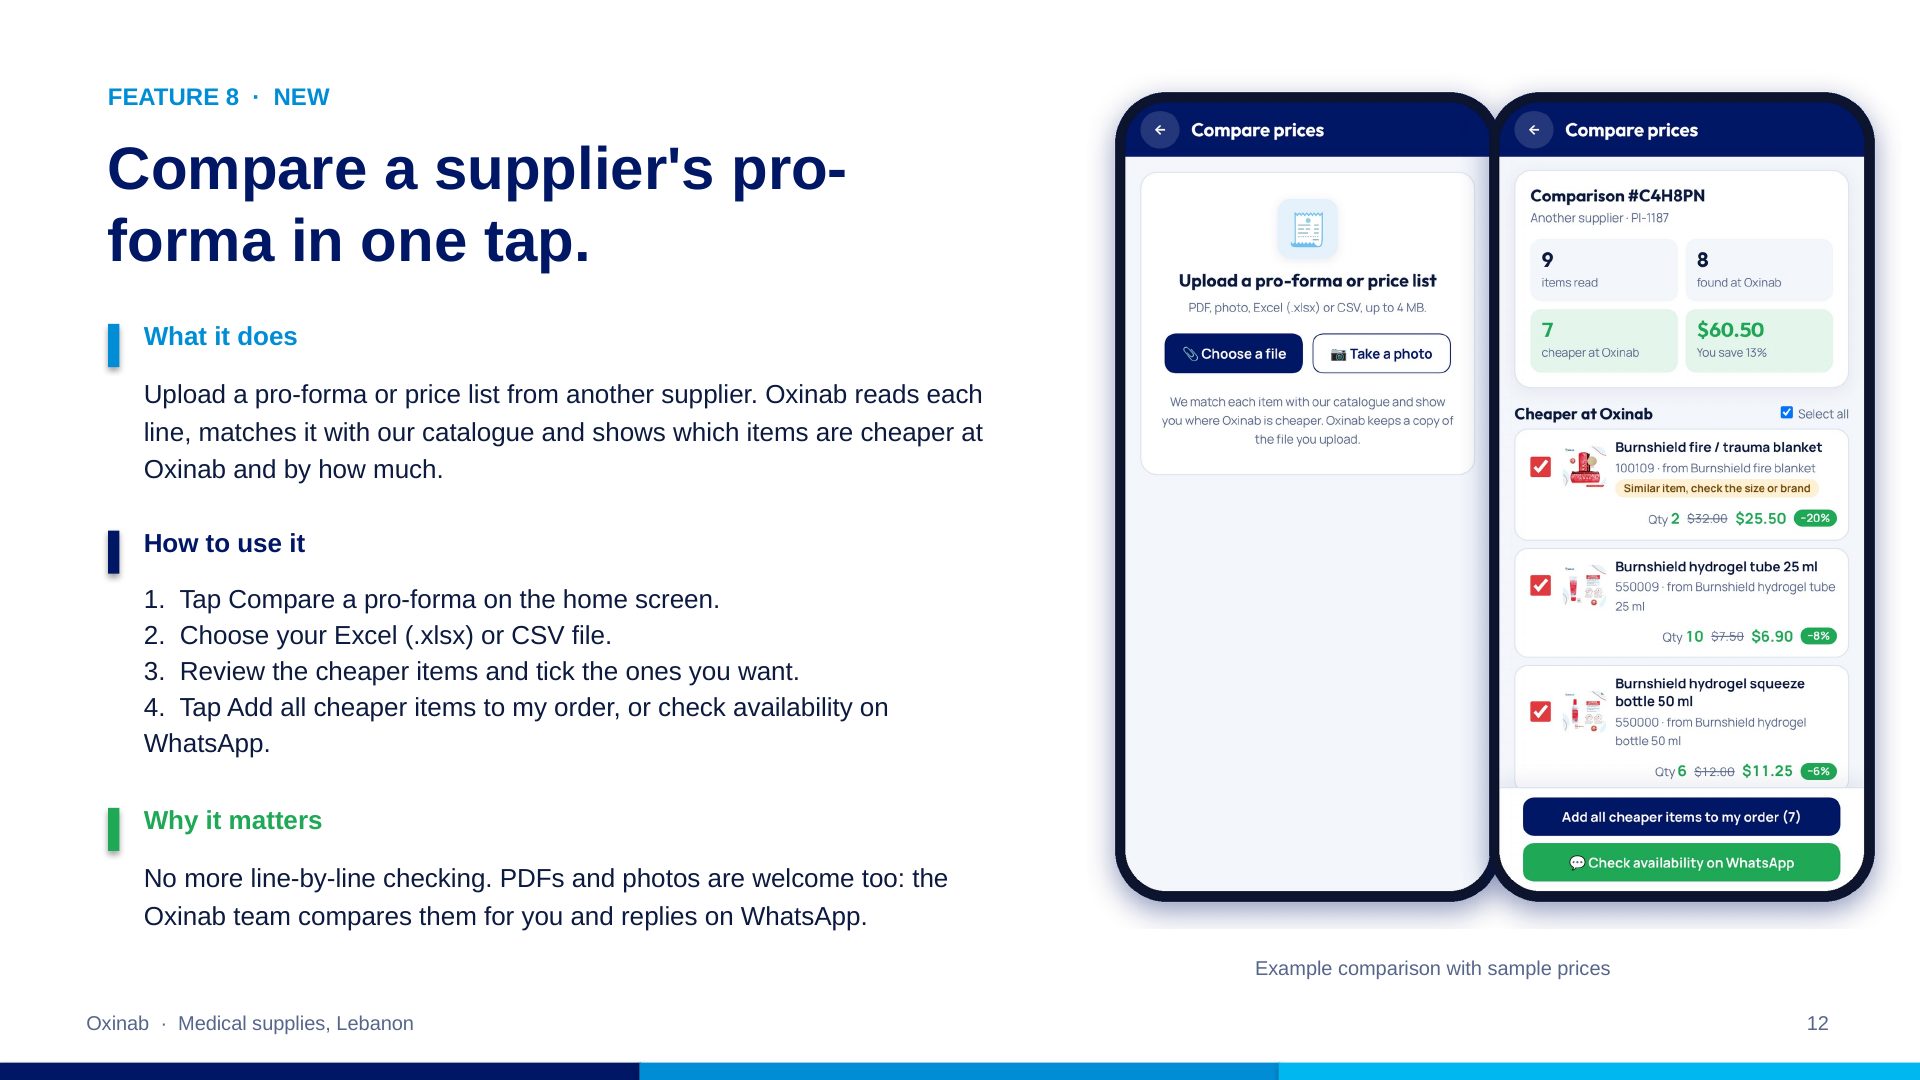 FEATURE 8 · NEW
Compare a supplier's pro-
forma in one tap.
What it does
Upload a pro-forma or price list from another supplier. Oxinab reads each
line, matches it with our catalogue and shows which items are cheaper at
Oxinab and by how much.
How to use it
1. Tap Compare a pro-forma on the home screen.
2. Choose your Excel (.xlsx) or CSV file.
3. Review the cheaper items and tick the ones you want.
4. Tap Add all cheaper items to my order, or check availability on
WhatsApp.
Why it matters
No more line-by-line checking. PDFs and photos are welcome too: the
Oxinab team compares them for you and replies on WhatsApp.
Compare prices
Upload a pro-forma or price list
PDF, photo, Excel (.xlsx) or CSV, up to 4 MB.
Choose a file
Take a photo
We match each item with our catalogue and show
you where Oxinab is cheaper. Oxinab keeps a copy of
the file you upload.
Compare prices
Comparison #C4H8PN
Another supplier · PI-1187
9
items read
8
found at Oxinab
7
cheaper at Oxinab
$60.50
You save 13%
Cheaper at Oxinab
Select all
Burnshield fire / trauma blanket
100109 · from Burnshield fire blanket
Similar item, check the size or brand
Qty 2 $32.00 $25.50 -20%
Burnshield hydrogel tube 25 ml
550009 · from Burnshield hydrogel tube
25 ml
Qty 10 $7.50 $6.90 -8%
Burnshield hydrogel squeeze
bottle 50 ml
550000 · from Burnshield hydrogel
bottle 50 ml
Qty 6 $12.00 $11.25 -6%
Add all cheaper items to my order (7)
Check availability on WhatsApp
Example comparison with sample prices
Oxinab · Medical supplies, Lebanon
12